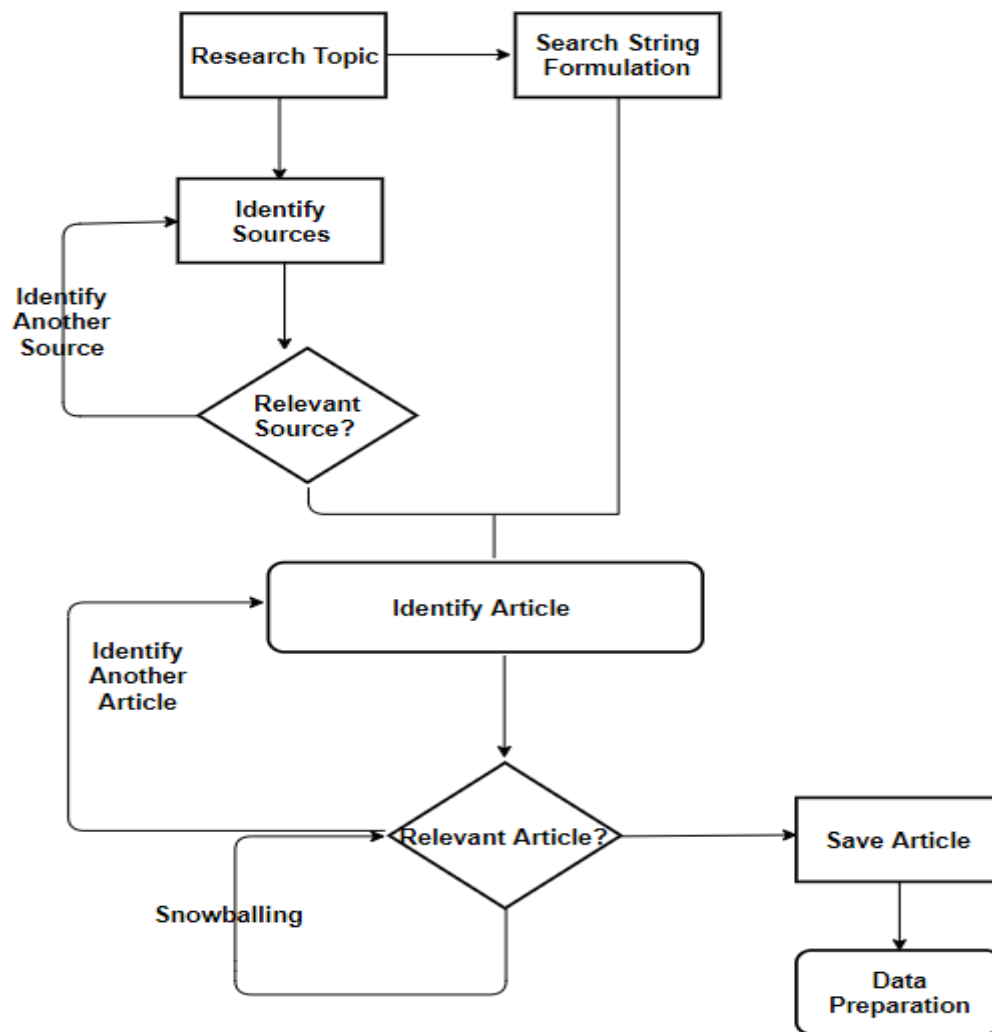 Research Topic
Search String
Formulation
Identify
Sources
Identify
Another
Source
Relevant
Source?
Identify Article
Identify
Another
Article
Relevant Article?
Save Article
Snowballing
Data
Preparation